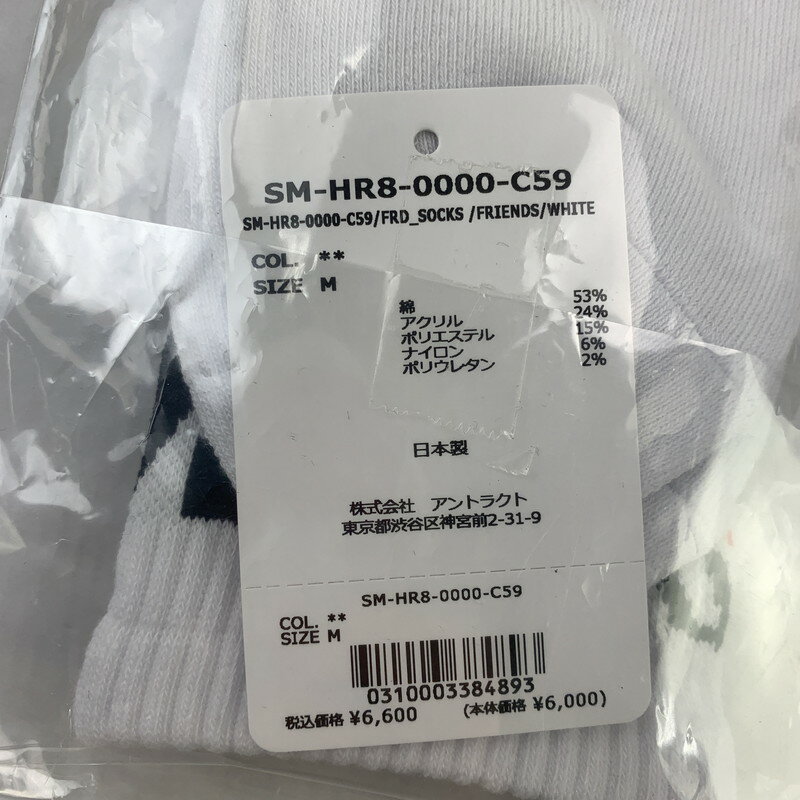 SM-HR8-0000-C59
SM-HR8-0000-C59/FRD_SOCKS /FRIENDS/WHITE
COL. **
SIZE M
綿 53%
アクリル 24%
ポリエステル 15%
ナイロン 6%
ポリウレタン 2%
日本製
株式会社 アントラクト
東京都渋谷区神宮前2-31-9
SM-HR8-0000-C59
COL. **
SIZE M
0310003384893
税込価格 ¥6,600 (本体価格 ¥6,000)